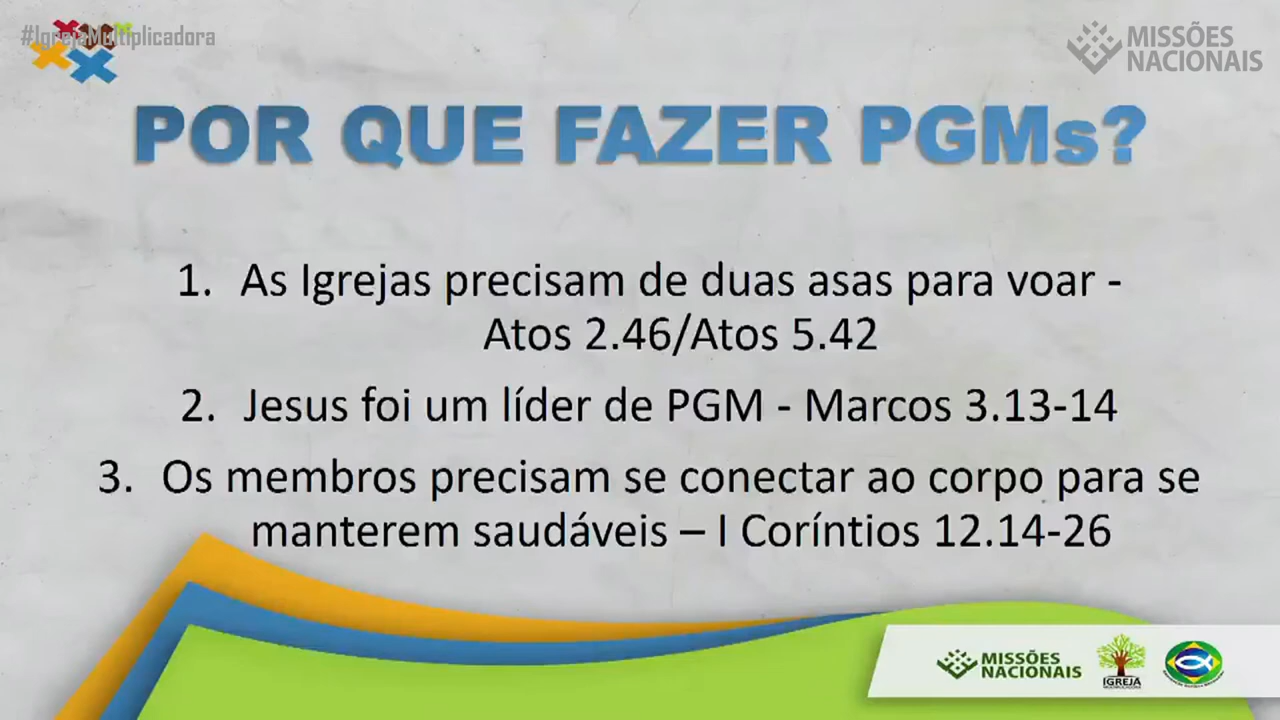 #IgrejaMultiplicadora
MISSÕES
NACIONAIS
POR QUE FAZER PGMs?
1. As Igrejas precisam de duas asas para voar -
Atos 2.46/Atos 5.42
2. Jesus foi um líder de PGM - Marcos 3.13-14
3. Os membros precisam se conectar ao corpo para se
manterem saudáveis – I Coríntios 12.14-26
MISSÕES
NACIONAIS
IGREJA